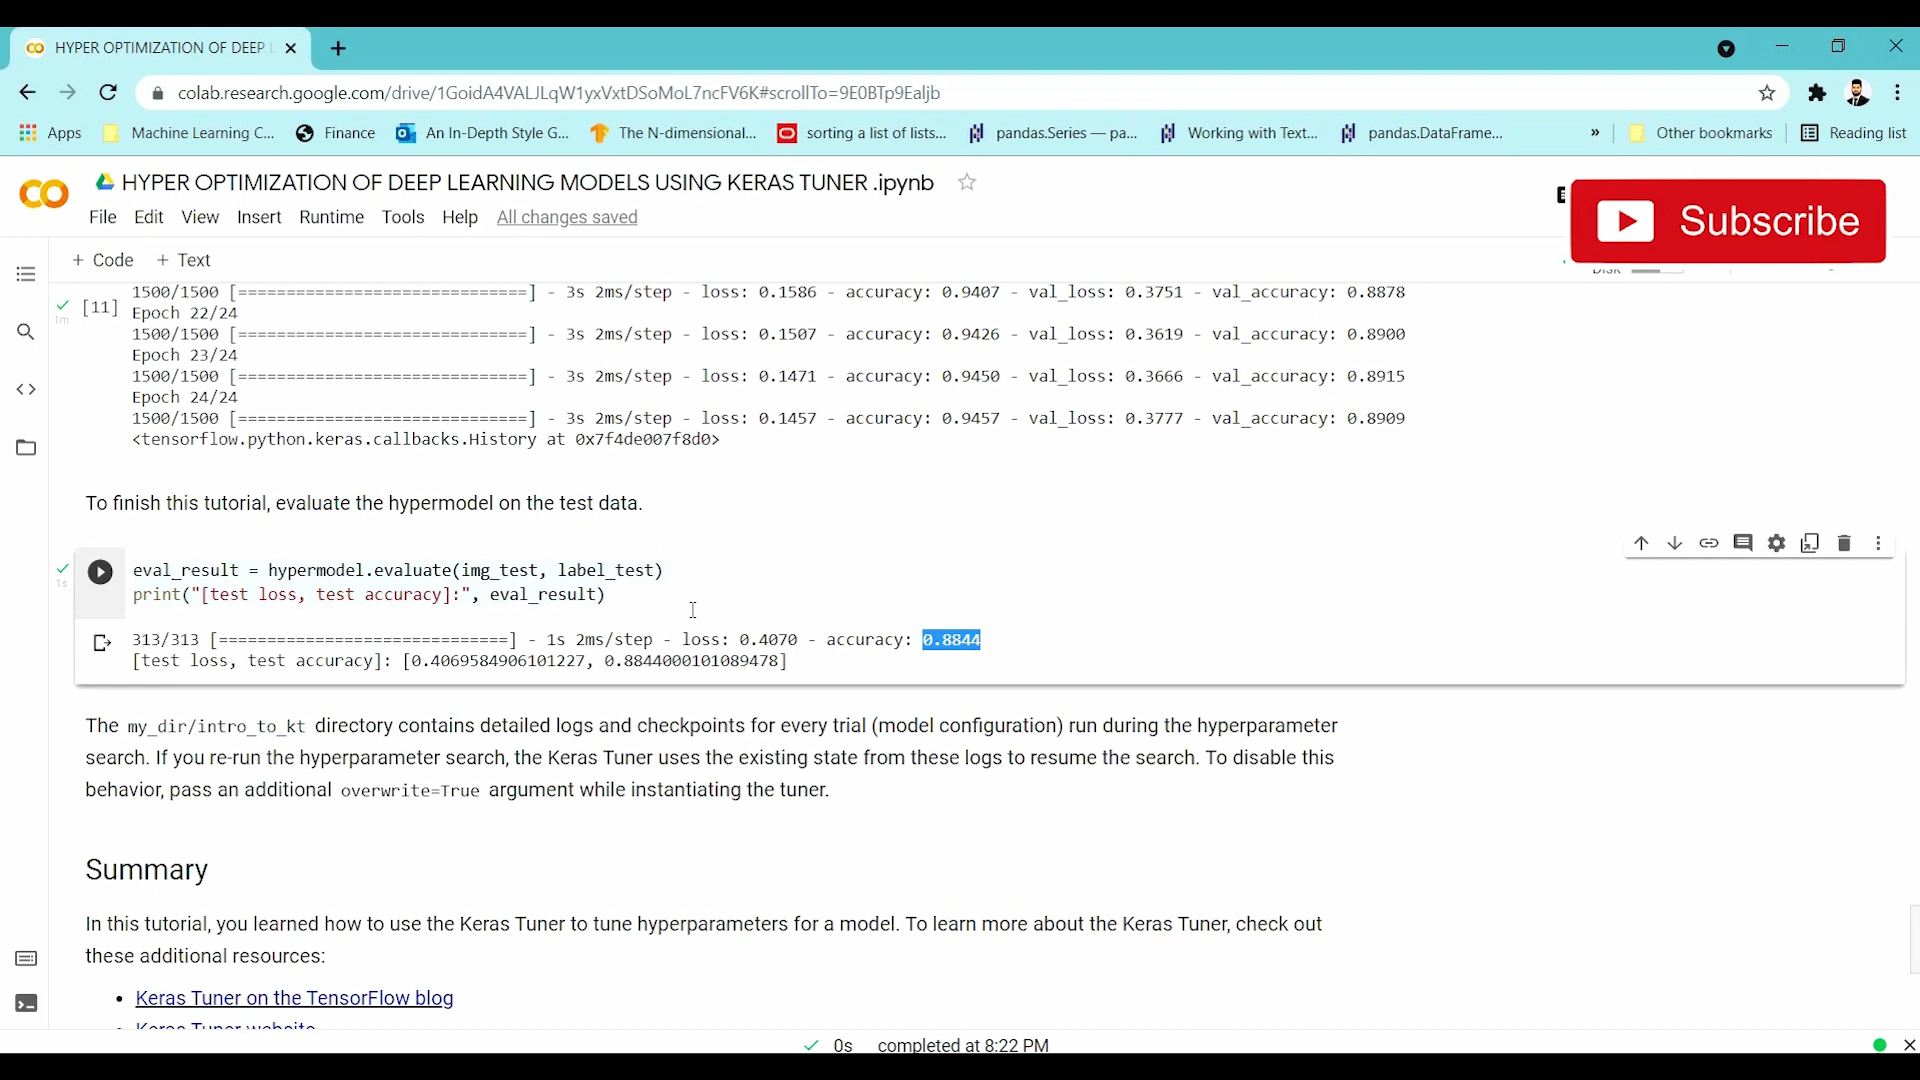 HYPER OPTIMIZATION OF DEEP
colab.research.google.com/drive/1GoidA4VALJLqW1yxVxtDSoMoL7ncFV6K#scrollTo=9E0BTp9Ealjb
Apps Machine Learning C... Finance An In-Depth Style G... The N-dimensional... sorting a list of lists... pandas.Series — pa... Working with Text... pandas.DataFrame... » Other bookmarks Reading list
HYPER OPTIMIZATION OF DEEP LEARNING MODELS USING KERAS TUNER .ipynb
Subscribe
File Edit View Insert Runtime Tools Help All changes saved
+ Code + Text
1500/1500 [==============================] - 3s 2ms/step - loss: 0.1586 - accuracy: 0.9407 - val_loss: 0.3751 - val_accuracy: 0.8878
[11]
1m
Epoch 22/24
1500/1500 [==============================] - 3s 2ms/step - loss: 0.1507 - accuracy: 0.9426 - val_loss: 0.3619 - val_accuracy: 0.8900
Epoch 23/24
1500/1500 [==============================] - 3s 2ms/step - loss: 0.1471 - accuracy: 0.9450 - val_loss: 0.3666 - val_accuracy: 0.8915
Epoch 24/24
1500/1500 [==============================] - 3s 2ms/step - loss: 0.1457 - accuracy: 0.9457 - val_loss: 0.3777 - val_accuracy: 0.8909
<tensorflow.python.keras.callbacks.History at 0x7f4de007f8d0>
To finish this tutorial, evaluate the hypermodel on the test data.
1s
eval_result = hypermodel.evaluate(img_test, label_test)
print("[test loss, test accuracy]:", eval_result)
313/313 [==============================] - 1s 2ms/step - loss: 0.4070 - accuracy: 0.8844
[test loss, test accuracy]: [0.4069584906101227, 0.8844000101089478]
The my_dir/intro_to_kt directory contains detailed logs and checkpoints for every trial (model configuration) run during the hyperparameter
search. If you re-run the hyperparameter search, the Keras Tuner uses the existing state from these logs to resume the search. To disable this
behavior, pass an additional overwrite=True argument while instantiating the tuner.
Summary
In this tutorial, you learned how to use the Keras Tuner to tune hyperparameters for a model. To learn more about the Keras Tuner, check out
these additional resources:
• Keras Tuner on the TensorFlow blog
• Keras Tuner website
0s completed at 8:22 PM